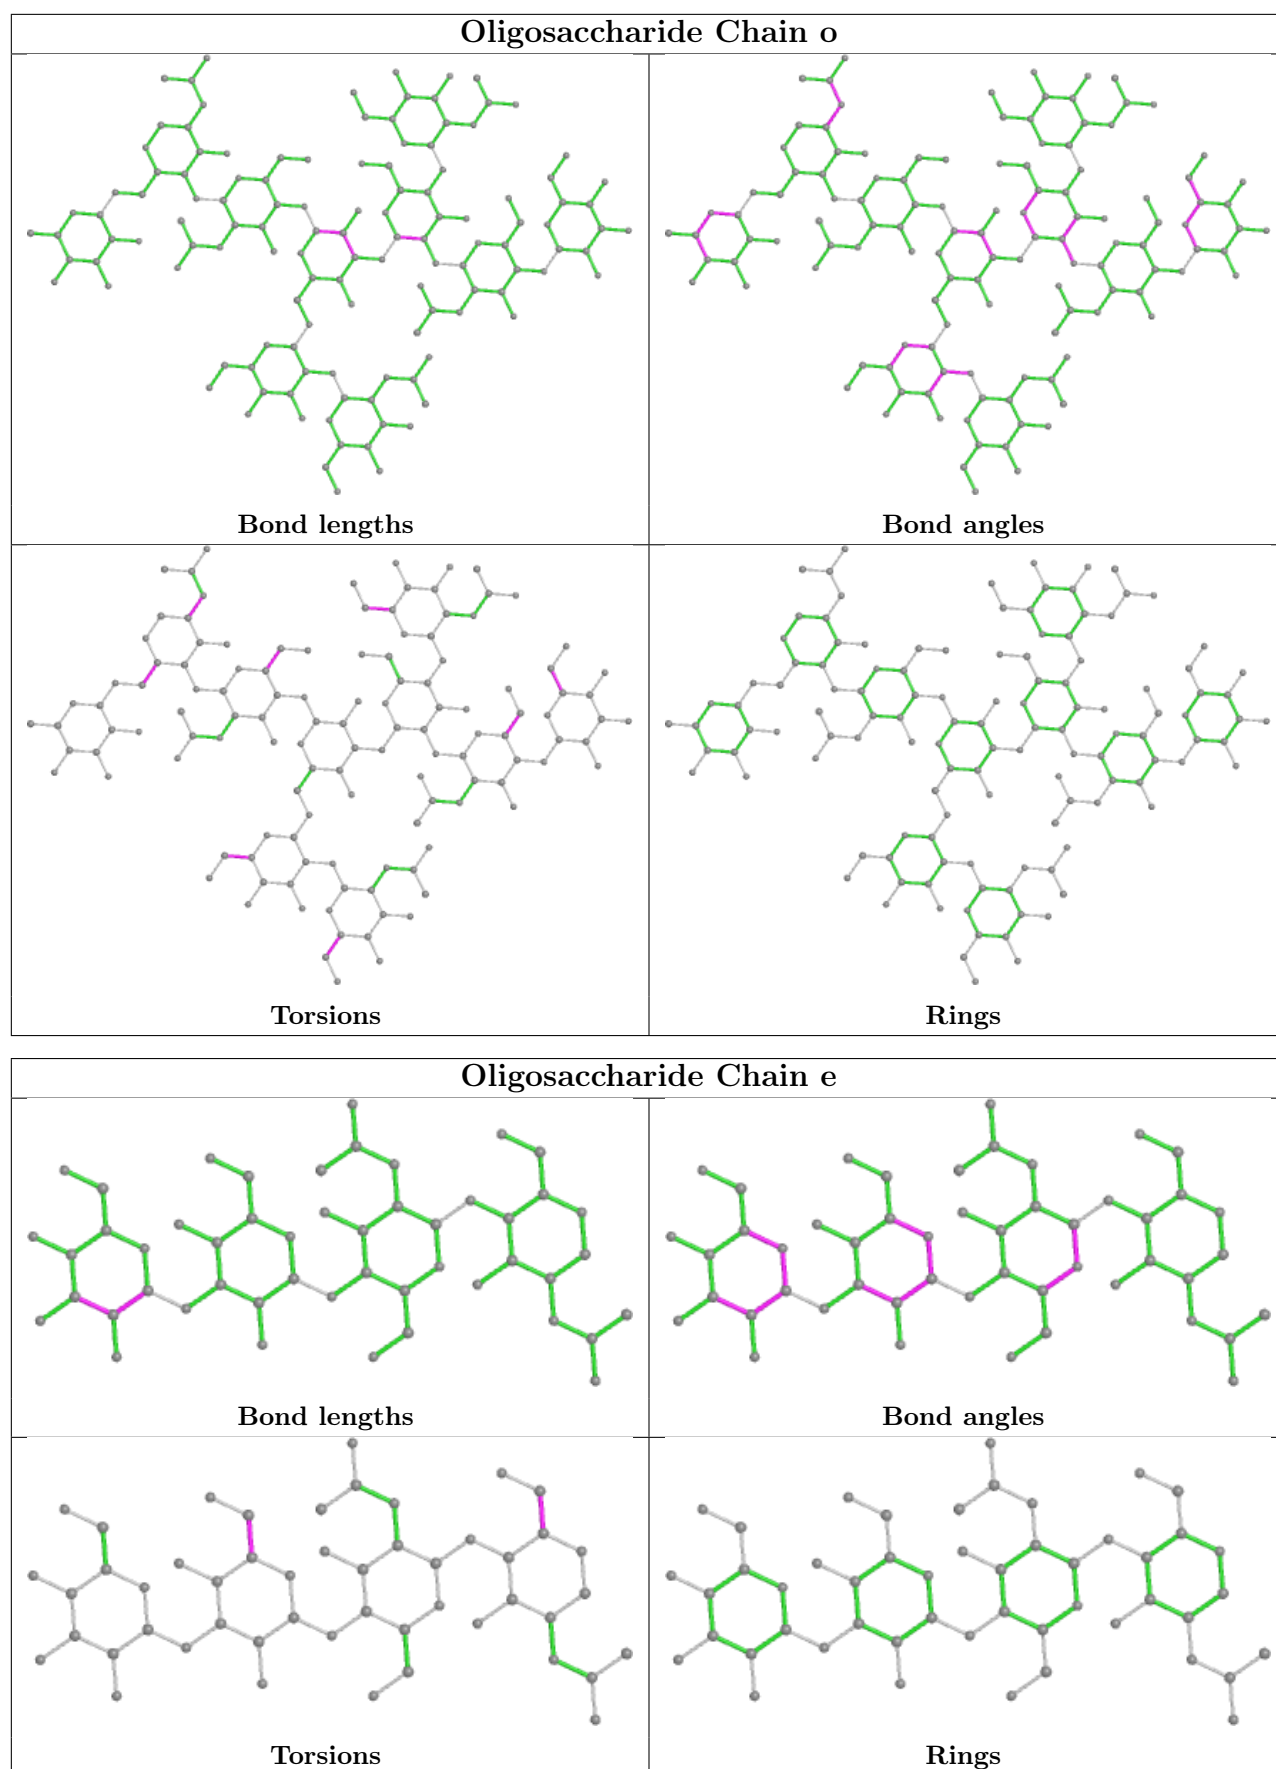 Oligosaccharide Chain o
Bond lengths
Bond angles
Torsions
Rings
Oligosaccharide Chain e
Bond lengths
Bond angles
Torsions
Rings